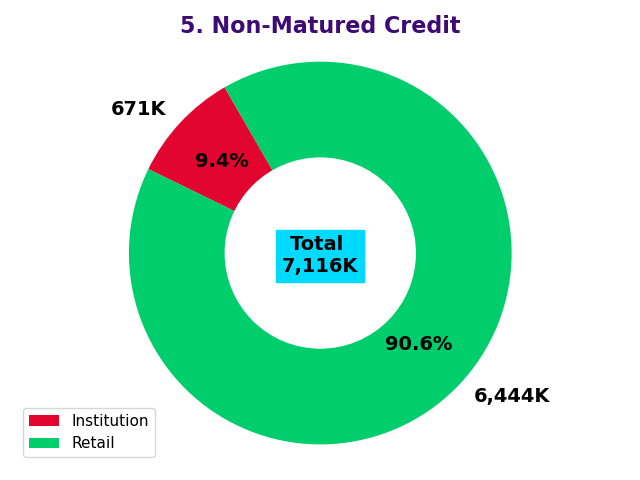 5. Non-Matured Credit
671K
9.4%
Total
7,116K
90.6%
6,444K
Institution
Retail